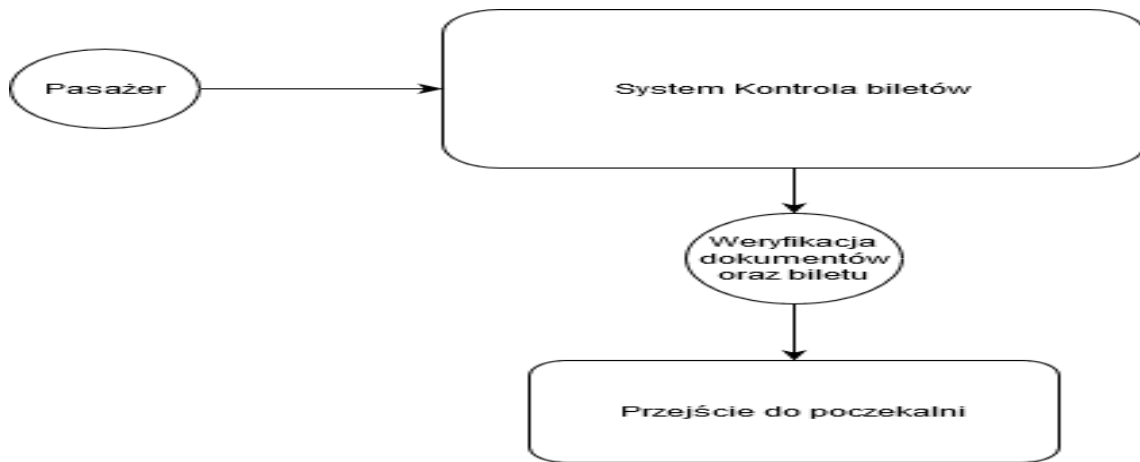 Pasażer
System Kontrola biletów
Weryfikacja
dokumentów
oraz biletu
Przejście do poczekalni